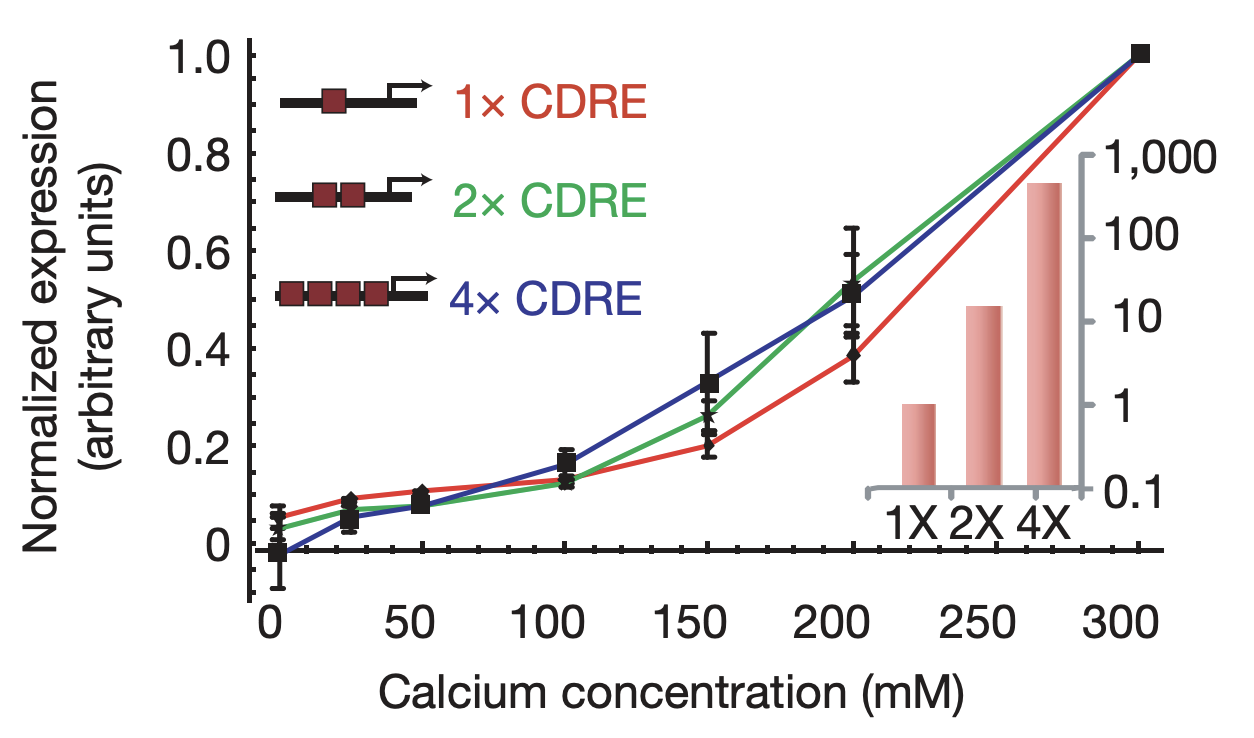 Normalized expression
(arbitrary units)
1.0
0.8
0.6
0.4
0.2
0
1× CDRE
2× CDRE
4× CDRE
1,000
100
10
1
0.1
1X 2X 4X
0 50 100 150 200 250 300
Calcium concentration (mM)